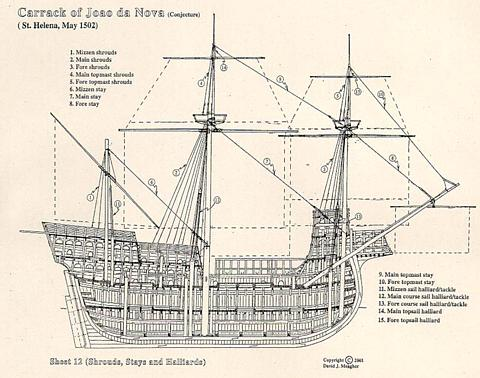 Carrack of Joao da Nova (Conjecture)
(St. Helena, May 1502)
1. Mizzen shrouds
2. Main shrouds
3. Fore shrouds
4. Main topmast shrouds
5. Fore topmast shrouds
6. Mizzen stay
7. Main stay
8. Fore stay
9. Main topmast stay
10. Fore topmast stay
11. Mizzen sail halliard/tackle
12. Main course sail halliard/tackle
13. Fore course sail halliard/tackle
14. Main topsail halliard
15. Fore topsail halliard
Sheet 12 (Shrouds, Stays and Halliards)
Copyright © 2005
David J. Meagher